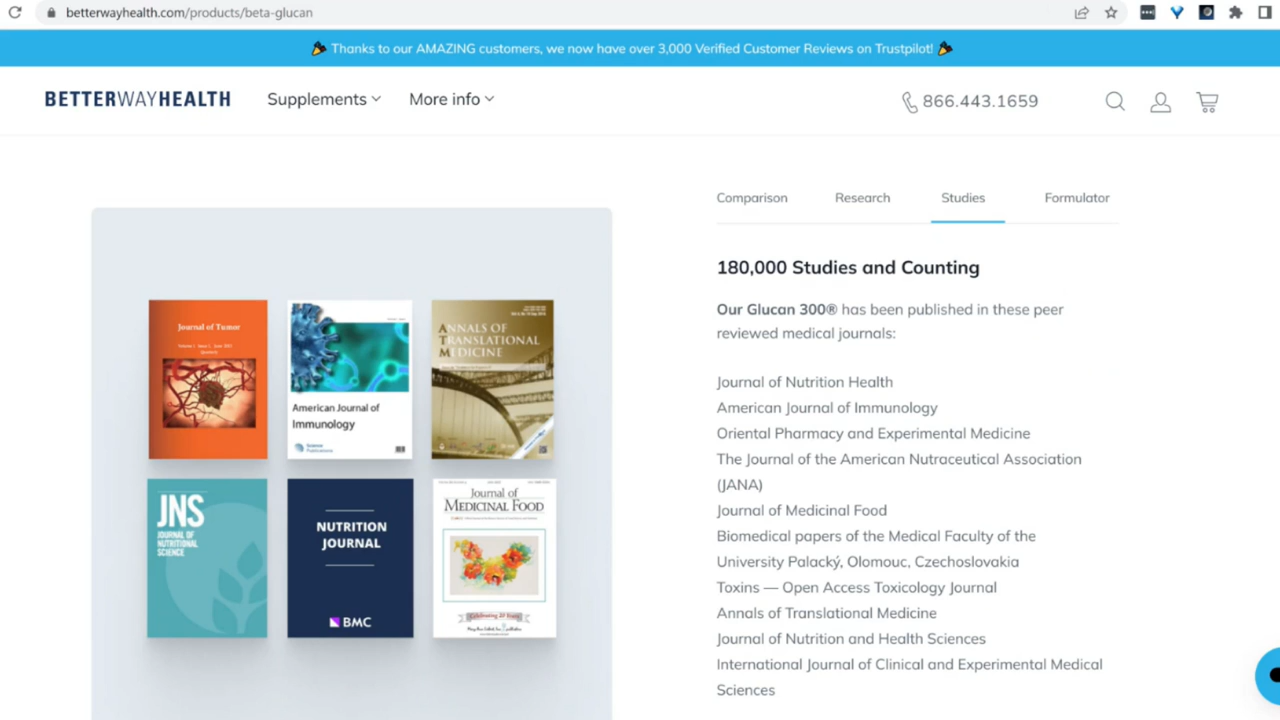 betterwayhealth.com/products/beta-glucan
Thanks to our AMAZING customers, we now have over 3,000 Verified Customer Reviews on Trustpilot!
BETTERWAYHEALTH
Supplements
More info
866.443.1659
Comparison
Research
Studies
Formulator
180,000 Studies and Counting
Our Glucan 300® has been published in these peer
reviewed medical journals:
Journal of Nutrition Health
American Journal of Immunology
Oriental Pharmacy and Experimental Medicine
The Journal of the American Nutraceutical Association
(JANA)
Journal of Medicinal Food
Biomedical papers of the Medical Faculty of the
University Palacký, Olomouc, Czechoslovakia
Toxins — Open Access Toxicology Journal
Annals of Translational Medicine
Journal of Nutrition and Health Sciences
International Journal of Clinical and Experimental Medical
Sciences
Journal of Tumor
American Journal of
Immunology
Science
Publications
ANNALS OF
TRANSLATIONAL
MEDICINE
JNS
JOURNAL OF
NUTRITIONAL
SCIENCE
NUTRITION
JOURNAL
BMC
Journal of
MEDICINAL FOOD
Celebrating 20 Years